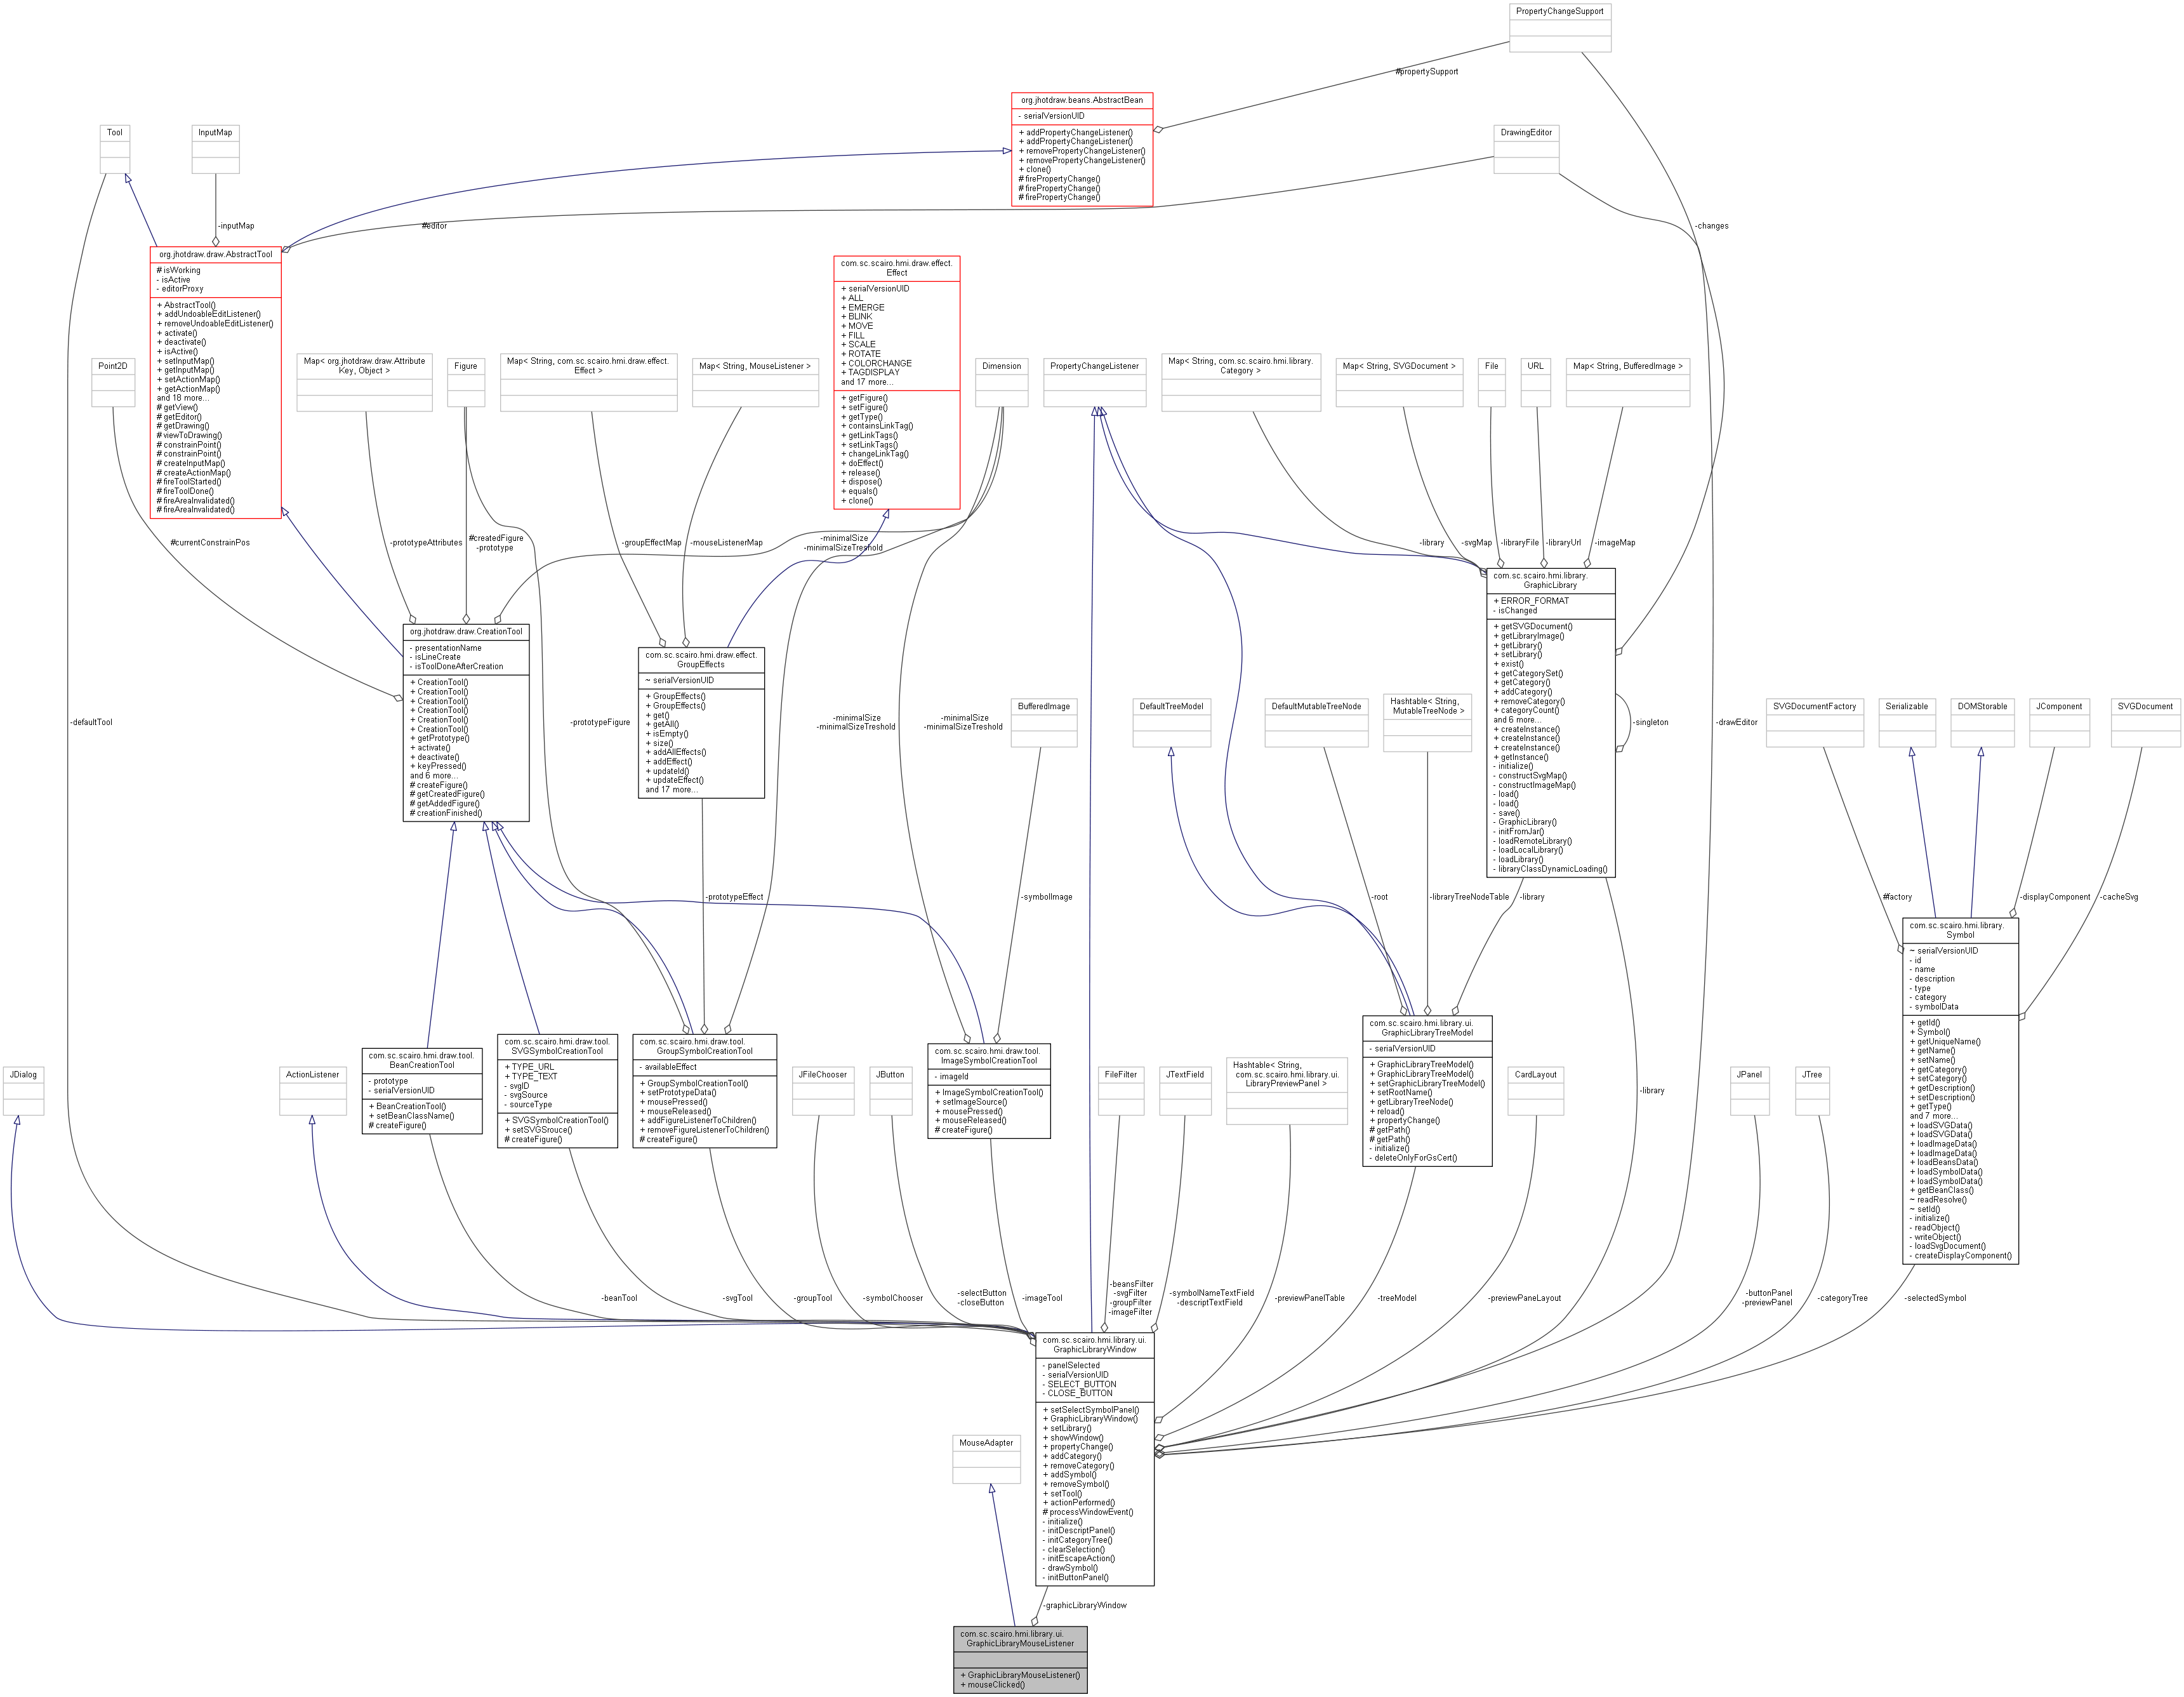 PropertyChangeSupport
#propertySupport
org.jhotdraw.beans.AbstractBean
- serialVersionUID
+ addPropertyChangeListener()
+ addPropertyChangeListener()
+ removePropertyChangeListener()
+ removePropertyChangeListener()
+ clone()
# firePropertyChange()
# firePropertyChange()
# firePropertyChange()
Tool
InputMap
DrawingEditor
-inputMap
#editor
-changes
org.jhotdraw.draw.AbstractTool
# isWorking
- isActive
- editorProxy
+ AbstractTool()
+ addUndoableEditListener()
+ removeUndoableEditListener()
+ activate()
+ deactivate()
+ isActive()
+ setInputMap()
+ getInputMap()
+ setActionMap()
+ getActionMap()
and 18 more...
# getView()
# getEditor()
# getDrawing()
# viewToDrawing()
# constrainPoint()
# constrainPoint()
# createInputMap()
# createActionMap()
# fireToolStarted()
# fireToolDone()
# fireAreaInvalidated()
# fireAreaInvalidated()
com.sc.scairo.hmi.draw.effect.
Effect
+ serialVersionUID
+ ALL
+ EMERGE
+ BLINK
+ MOVE
+ FILL
+ SCALE
+ ROTATE
+ COLORCHANGE
+ TAGDISPLAY
and 17 more...
+ getFigure()
+ setFigure()
+ getType()
+ containsLinkTag()
+ getLinkTags()
+ setLinkTags()
+ changeLinkTag()
+ doEffect()
+ release()
+ dispose()
+ equals()
+ clone()
Point2D
Map< org.jhotdraw.draw.Attribute
Key, Object >
Figure
Map< String, com.sc.scairo.hmi.draw.effect.
Effect >
Map< String, MouseListener >
Dimension
PropertyChangeListener
Map< String, com.sc.scairo.hmi.library.
Category >
Map< String, SVGDocument >
File
URL
Map< String, BufferedImage >
#currentConstrainPos
-prototypeAttributes
#createdFigure
-prototype
-groupEffectMap
-mouseListenerMap
-minimalSize
-minimalSizeTreshold
-library
-svgMap
-libraryFile
-libraryUrl
-imageMap
org.jhotdraw.draw.CreationTool
- presentationName
- isLineCreate
- isToolDoneAfterCreation
+ CreationTool()
+ CreationTool()
+ CreationTool()
+ CreationTool()
+ CreationTool()
+ CreationTool()
+ getPrototype()
+ activate()
+ deactivate()
+ keyPressed()
and 6 more...
# createFigure()
# getCreatedFigure()
# getAddedFigure()
# creationFinished()
com.sc.scairo.hmi.draw.effect.
GroupEffects
~ serialVersionUID
+ GroupEffects()
+ GroupEffects()
+ get()
+ getAll()
+ isEmpty()
+ size()
+ addAllEffects()
+ addEffect()
+ updateId()
+ updateEffect()
and 17 more...
com.sc.scairo.hmi.library.
GraphicLibrary
+ ERROR_FORMAT
- isChanged
+ getSVGDocument()
+ getLibraryImage()
+ getLibrary()
+ setLibrary()
+ exist()
+ getCategorySet()
+ getCategory()
+ addCategory()
+ removeCategory()
+ categoryCount()
and 6 more...
+ createInstance()
+ createInstance()
+ createInstance()
+ getInstance()
- initialize()
- constructSvgMap()
- constructImageMap()
- load()
- load()
- save()
- GraphicLibrary()
- initFromJar()
- loadRemoteLibrary()
- loadLocalLibrary()
- loadLibrary()
- libraryClassDynamicLoading()
-defaultTool
-prototypeFigure
-minimalSize
-minimalSizeTreshold
-minimalSize
-minimalSizeTreshold
-singleton
-drawEditor
BufferedImage
DefaultTreeModel
DefaultMutableTreeNode
Hashtable< String,
MutableTreeNode >
SVGDocumentFactory
Serializable
DOMStorable
JComponent
SVGDocument
-prototypeEffect
-symbolImage
-root
-libraryTreeNodeTable
-library
#factory
-displayComponent
-cacheSvg
com.sc.scairo.hmi.library.
Symbol
~ serialVersionUID
- id
- name
- description
- type
- category
- symbolData
+ getId()
+ Symbol()
+ getUniqueName()
+ getName()
+ setName()
+ getCategory()
+ setCategory()
+ getDescription()
+ setDescription()
+ getType()
and 7 more...
+ loadSVGData()
+ loadSVGData()
+ loadImageData()
+ loadImageData()
+ loadBeansData()
+ loadSymbolData()
+ loadSymbolData()
+ getBeanClass()
~ readResolve()
~ setId()
- initialize()
- readObject()
- writeObject()
- loadSvgDocument()
- createDisplayComponent()
JDialog
ActionListener
com.sc.scairo.hmi.draw.tool.
BeanCreationTool
- prototype
- serialVersionUID
+ BeanCreationTool()
+ setBeanClassName()
# createFigure()
com.sc.scairo.hmi.draw.tool.
SVGSymbolCreationTool
+ TYPE_URL
+ TYPE_TEXT
- svgID
- svgSource
- sourceType
+ SVGSymbolCreationTool()
+ setSVGSrouce()
# createFigure()
com.sc.scairo.hmi.draw.tool.
GroupSymbolCreationTool
- availableEffect
+ GroupSymbolCreationTool()
+ setPrototypeData()
+ mousePressed()
+ mouseReleased()
+ addFigureListenerToChildren()
+ removeFigureListenerToChildren()
# createFigure()
JFileChooser
JButton
com.sc.scairo.hmi.draw.tool.
ImageSymbolCreationTool
- imageId
+ ImageSymbolCreationTool()
+ setImageSource()
+ mousePressed()
+ mouseReleased()
# createFigure()
FileFilter
JTextField
Hashtable< String,
com.sc.scairo.hmi.library.ui.
LibraryPreviewPanel >
com.sc.scairo.hmi.library.ui.
GraphicLibraryTreeModel
- serialVersionUID
+ GraphicLibraryTreeModel()
+ GraphicLibraryTreeModel()
+ setGraphicLibraryTreeModel()
+ setRootName()
+ getLibraryTreeNode()
+ reload()
+ propertyChange()
# getPath()
# getPath()
- initialize()
- deleteOnlyForGsCert()
CardLayout
-library
JPanel
JTree
-beanTool
-svgTool
-groupTool
-symbolChooser
-selectButton
-closeButton
-imageTool
-beansFilter
-svgFilter
-groupFilter
-imageFilter
-symbolNameTextField
-descriptTextField
-previewPanelTable
-treeModel
-previewPaneLayout
-buttonPanel
-previewPanel
-categoryTree
-selectedSymbol
com.sc.scairo.hmi.library.ui.
GraphicLibraryWindow
- panelSelected
- serialVersionUID
- SELECT_BUTTON
- CLOSE_BUTTON
+ setSelectSymbolPanel()
+ GraphicLibraryWindow()
+ setLibrary()
+ showWindow()
+ propertyChange()
+ addCategory()
+ removeCategory()
+ addSymbol()
+ removeSymbol()
+ setTool()
+ actionPerformed()
# processWindowEvent()
- initialize()
- initDescriptPanel()
- initCategoryTree()
- clearSelection()
- initEscapeAction()
- drawSymbol()
- initButtonPanel()
MouseAdapter
-graphicLibraryWindow
com.sc.scairo.hmi.library.ui.
GraphicLibraryMouseListener
+ GraphicLibraryMouseListener()
+ mouseClicked()